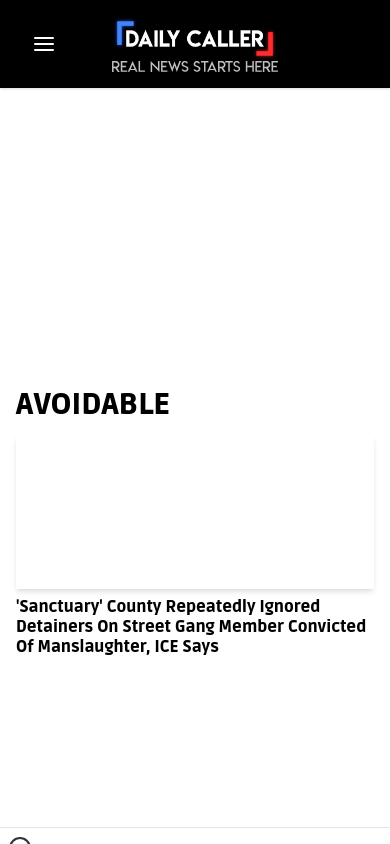 DAILY CALLER
REAL NEWS STARTS HERE
AVOIDABLE
'Sanctuary' County Repeatedly Ignored
Detainers On Street Gang Member Convicted
Of Manslaughter, ICE Says